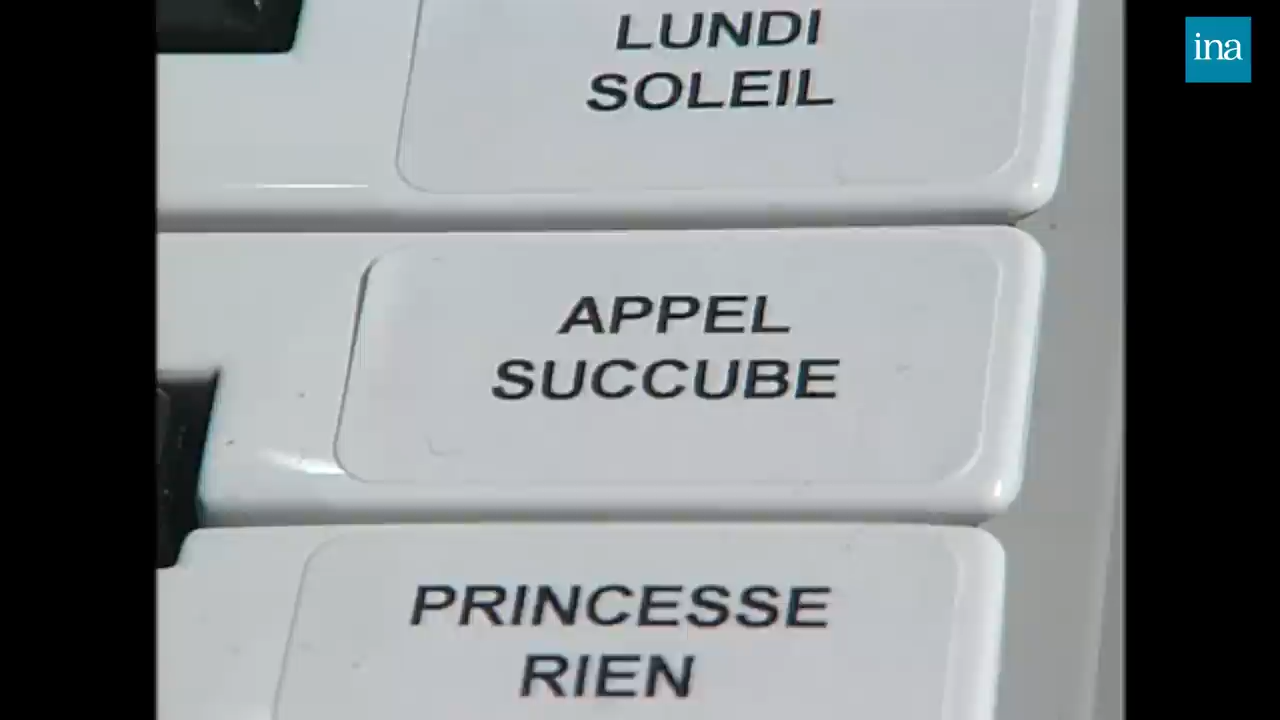 ina
LUNDI
SOLEIL
APPEL
SUCCUBE
PRINCESSE
RIEN